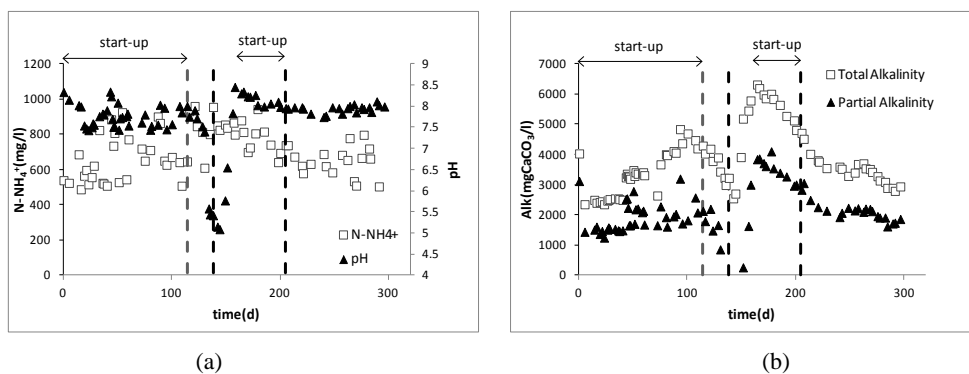 start-up
start-up
1200
1000
800
600
400
200
0
N-NH₄⁺(mg/l)
9
8.5
8
7.5
7
6.5
6
5.5
5
4.5
4
pH
N-NH4+
pH
0
100
200
300
time(d)
(a)
start-up
start-up
7000
6000
5000
4000
3000
2000
1000
0
Alk(mgCaCO₃/l)
Total Alkalinity
Partial Alkalinity
0
100
200
300
time(d)
(b)